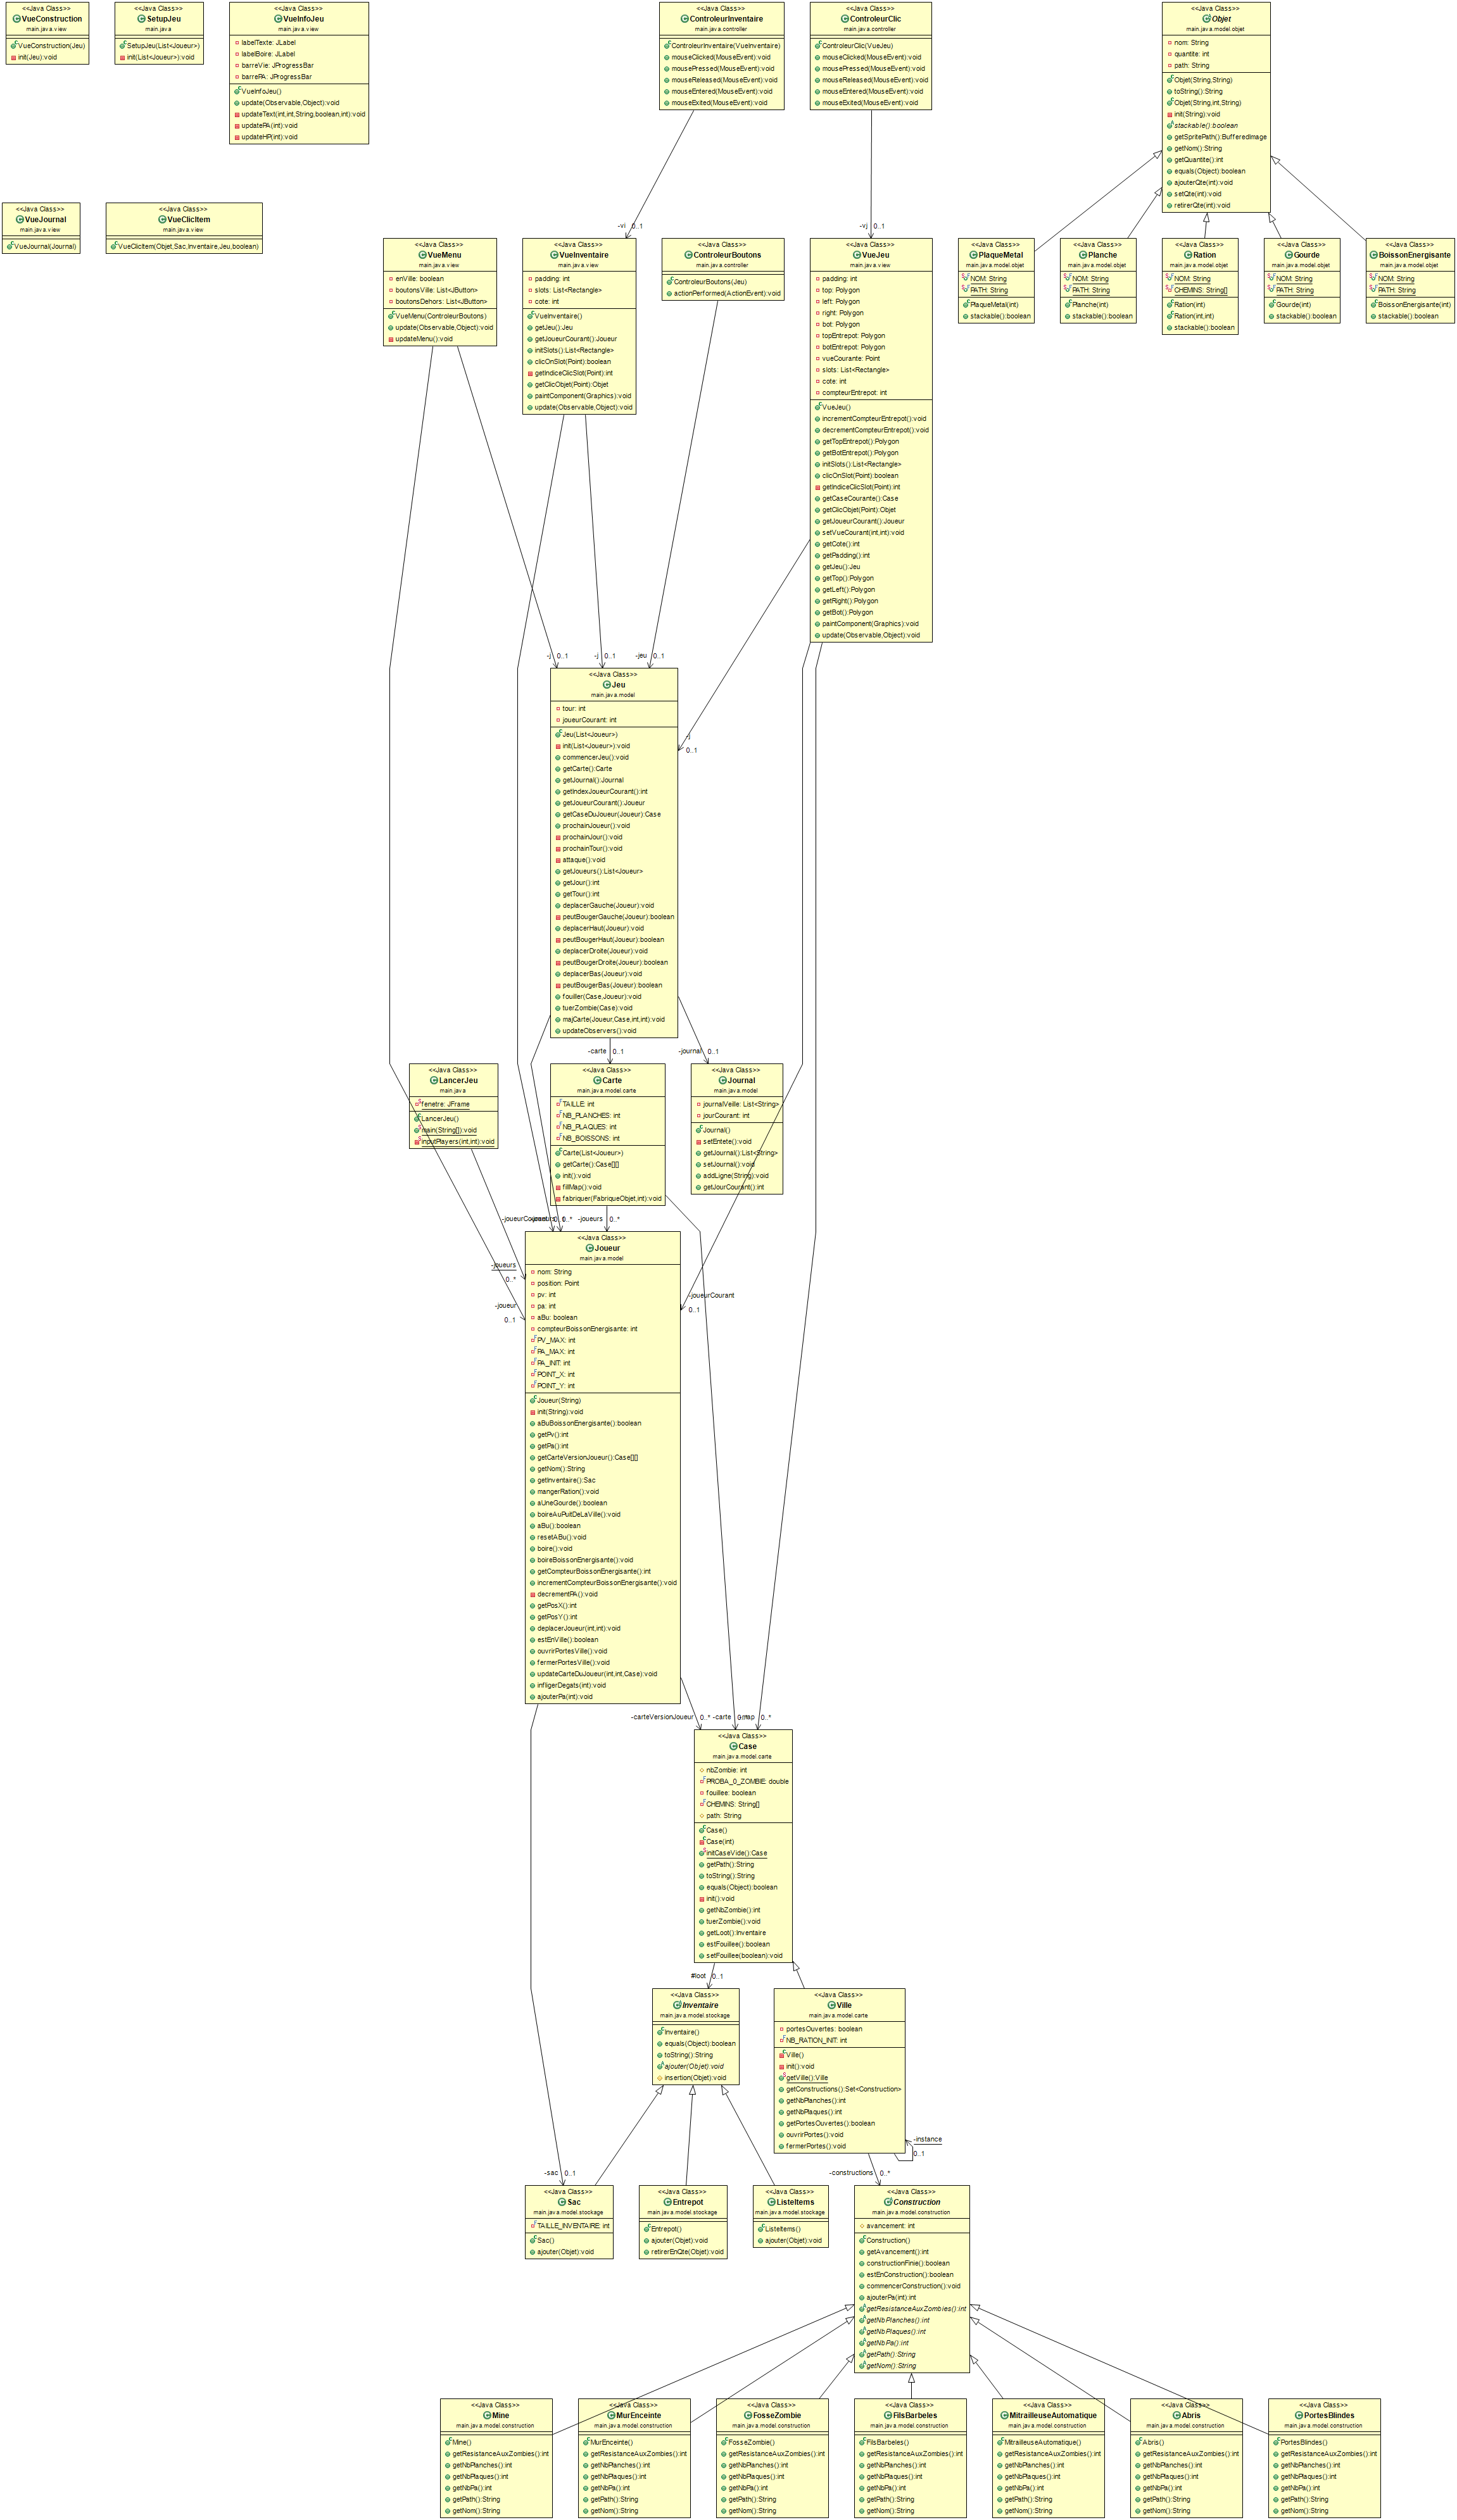 <<Java Class>>
VueConstruction
main.java.view
VueConstruction(Jeu)
init(Jeu):void
<<Java Class>>
SetupJeu
main.java
SetupJeu(List<Joueur>)
init(List<Joueur>):void
<<Java Class>>
VueInfoJeu
main.java.view
labelTexte: JLabel
labelBoire: JLabel
barreVie: JProgressBar
barrePA: JProgressBar
VueInfoJeu()
update(Observable,Object):void
updateText(int,int,String,boolean,int):void
updatePA(int):void
updateHP(int):void
<<Java Class>>
ControleurInventaire
main.java.controller
ControleurInventaire(VueInventaire)
mouseClicked(MouseEvent):void
mousePressed(MouseEvent):void
mouseReleased(MouseEvent):void
mouseEntered(MouseEvent):void
mouseExited(MouseEvent):void
<<Java Class>>
ControleurClic
main.java.controller
ControleurClic(VueJeu)
mouseClicked(MouseEvent):void
mousePressed(MouseEvent):void
mouseReleased(MouseEvent):void
mouseEntered(MouseEvent):void
mouseExited(MouseEvent):void
<<Java Class>>
Objet
main.java.model.objet
nom: String
quantite: int
path: String
Objet(String,String)
toString():String
Objet(String,int,String)
init(String):void
stackable():boolean
getSpritePath():BufferedImage
getNom():String
getQuantite():int
equals(Object):boolean
ajouterQte(int):void
setQte(int):void
retirerQte(int):void
<<Java Class>>
VueJournal
main.java.view
VueJournal(Journal)
<<Java Class>>
VueClicItem
main.java.view
VueClicItem(Objet,Sac,Inventaire,Jeu,boolean)
-vi 0..1
-vj 0..1
<<Java Class>>
VueMenu
main.java.view
enVille: boolean
boutonsVille: List<JButton>
boutonsDehors: List<JButton>
VueMenu(ControleurBoutons)
update(Observable,Object):void
updateMenu():void
<<Java Class>>
VueInventaire
main.java.view
padding: int
slots: List<Rectangle>
cote: int
VueInventaire()
getJeu():Jeu
getJoueurCourant():Joueur
initSlots():List<Rectangle>
clicOnSlot(Point):boolean
getIndiceClicSlot(Point):int
getClicObjet(Point):Objet
paintComponent(Graphics):void
update(Observable,Object):void
<<Java Class>>
ControleurBoutons
main.java.controller
ControleurBoutons(Jeu)
actionPerformed(ActionEvent):void
<<Java Class>>
VueJeu
main.java.view
padding: int
top: Polygon
left: Polygon
right: Polygon
bot: Polygon
topEntrepot: Polygon
botEntrepot: Polygon
vueCourante: Point
slots: List<Rectangle>
cote: int
compteurEntrepot: int
VueJeu()
incrementCompteurEntrepot():void
decrementCompteurEntrepot():void
getTopEntrepot():Polygon
getBotEntrepot():Polygon
initSlots():List<Rectangle>
clicOnSlot(Point):boolean
getIndiceClicSlot(Point):int
getCaseCourante():Case
getClicObjet(Point):Objet
getJoueurCourant():Joueur
setVueCourant(int,int):void
getCote():int
getPadding():int
getJeu():Jeu
getTop():Polygon
getLeft():Polygon
getRight():Polygon
getBot():Polygon
paintComponent(Graphics):void
update(Observable,Object):void
<<Java Class>>
PlaqueMetal
main.java.model.objet
NOM: String
PATH: String
PlaqueMetal(int)
stackable():boolean
<<Java Class>>
Planche
main.java.model.objet
NOM: String
PATH: String
Planche(int)
stackable():boolean
<<Java Class>>
Ration
main.java.model.objet
NOM: String
CHEMINS: String[]
Ration(int)
Ration(int,int)
stackable():boolean
<<Java Class>>
Gourde
main.java.model.objet
NOM: String
PATH: String
Gourde(int)
stackable():boolean
<<Java Class>>
BoissonEnergisante
main.java.model.objet
NOM: String
PATH: String
BoissonEnergisante(int)
stackable():boolean
-j 0..1
-j 0..1
-jeu 0..1
-j
0..1
<<Java Class>>
Jeu
main.java.model
tour: int
joueurCourant: int
Jeu(List<Joueur>)
init(List<Joueur>):void
commencerJeu():void
getCarte():Carte
getJournal():Journal
getIndexJoueurCourant():int
getJoueurCourant():Joueur
getCaseDuJoueur(Joueur):Case
prochainJoueur():void
prochainJour():void
prochainTour():void
attaque():void
getJoueurs():List<Joueur>
getJour():int
getTour():int
deplacerGauche(Joueur):void
peutBougerGauche(Joueur):boolean
deplacerHaut(Joueur):void
peutBougerHaut(Joueur):boolean
deplacerDroite(Joueur):void
peutBougerDroite(Joueur):boolean
deplacerBas(Joueur):void
peutBougerBas(Joueur):boolean
fouiller(Case,Joueur):void
tuerZombie(Case):void
majCarte(Joueur,Case,int,int):void
updateObservers():void
-carte 0..1
-journal 0..1
<<Java Class>>
LancerJeu
main.java
fenetre: JFrame
LancerJeu()
main(String[]):void
inputPlayers(int,int):void
<<Java Class>>
Carte
main.java.model.carte
TAILLE: int
NB_PLANCHES: int
NB_PLAQUES: int
NB_BOISSONS: int
Carte(List<Joueur>)
getCarte():Case[][]
init():void
fillMap():void
fabriquer(FabriqueObjet,int):void
<<Java Class>>
Journal
main.java.model
journalVeille: List<String>
jourCourant: int
Journal()
setEntete():void
getJournal():List<String>
setJournal():void
addLigne(String):void
getJourCourant():int
0..*
-joueurs 0..*
-joueurs
0..*
-joueur
0..1
-joueurCourant
0..1
<<Java Class>>
Joueur
main.java.model
nom: String
position: Point
pv: int
pa: int
aBu: boolean
compteurBoissonEnergisante: int
PV_MAX: int
PA_MAX: int
PA_INIT: int
POINT_X: int
POINT_Y: int
Joueur(String)
init(String):void
aBuBoissonEnergisante():boolean
getPv():int
getPa():int
getCarteVersionJoueur():Case[][]
getNom():String
getInventaire():Sac
mangerRation():void
aUneGourde():boolean
boireAuPuitDeLaVille():void
aBu():boolean
resetABu():void
boire():void
boireBoissonEnergisante():void
getCompteurBoissonEnergisante():int
incrementCompteurBoissonEnergisante():void
decrementPA():void
getPosX():int
getPosY():int
deplacerJoueur(int,int):void
estEnVille():boolean
ouvrirPortesVille():void
fermerPortesVille():void
updateCarteDuJoueur(int,int,Case):void
infligerDegats(int):void
ajouterPa(int):void
-carteVersionJoueur 0..* -carte
0..*
<<Java Class>>
Case
main.java.model.carte
nbZombie: int
PROBA_0_ZOMBIE: double
fouillee: boolean
CHEMINS: String[]
path: String
Case()
Case(int)
initCaseVide():Case
getPath():String
toString():String
equals(Object):boolean
init():void
getNbZombie():int
tuerZombie():void
getLoot():Inventaire
estFouillee():boolean
setFouillee(boolean):void
#loot 0..1
<<Java Class>>
Inventaire
main.java.model.stockage
Inventaire()
equals(Object):boolean
toString():String
ajouter(Objet):void
insertion(Objet):void
<<Java Class>>
Ville
main.java.model.carte
portesOuvertes: boolean
NB_RATION_INIT: int
Ville()
init():void
getVille():Ville
getConstructions():Set<Construction>
getNbPlanches():int
getNbPlaques():int
getPortesOuvertes():boolean
ouvrirPortes():void
fermerPortes():void
-instance
0..1
-sac 0..1
-constructions 0..*
<<Java Class>>
Sac
main.java.model.stockage
TAILLE_INVENTAIRE: int
Sac()
ajouter(Objet):void
<<Java Class>>
Entrepot
main.java.model.stockage
Entrepot()
ajouter(Objet):void
retirerEnQte(Objet):void
<<Java Class>>
ListeItems
main.java.model.stockage
ListeItems()
ajouter(Objet):void
<<Java Class>>
Construction
main.java.model.construction
avancement: int
Construction()
getAvancement():int
constructionFinie():boolean
estEnConstruction():boolean
commencerConstruction():void
ajouterPa(int):int
getResistanceAuxZombies():int
getNbPlanches():int
getNbPlaques():int
getNbPa():int
getPath():String
getNom():String
<<Java Class>>
Mine
main.java.model.construction
Mine()
getResistanceAuxZombies():int
getNbPlanches():int
getNbPlaques():int
getNbPa():int
getPath():String
getNom():String
<<Java Class>>
MurEnceinte
main.java.model.construction
MurEnceinte()
getResistanceAuxZombies():int
getNbPlanches():int
getNbPlaques():int
getNbPa():int
getPath():String
getNom():String
<<Java Class>>
FosseZombie
main.java.model.construction
FosseZombie()
getResistanceAuxZombies():int
getNbPlanches():int
getNbPlaques():int
getNbPa():int
getPath():String
getNom():String
<<Java Class>>
FilsBarbeles
main.java.model.construction
FilsBarbeles()
getResistanceAuxZombies():int
getNbPlanches():int
getNbPlaques():int
getNbPa():int
getPath():String
getNom():String
<<Java Class>>
MitrailleuseAutomatique
main.java.model.construction
MitrailleuseAutomatique()
getResistanceAuxZombies():int
getNbPlanches():int
getNbPlaques():int
getNbPa():int
getPath():String
getNom():String
<<Java Class>>
Abris
main.java.model.construction
Abris()
getResistanceAuxZombies():int
getNbPlanches():int
getNbPlaques():int
getNbPa():int
getPath():String
getNom():String
<<Java Class>>
PortesBlindes
main.java.model.construction
PortesBlindes()
getResistanceAuxZombies():int
getNbPlanches():int
getNbPlaques():int
getNbPa():int
getPath():String
getNom():String